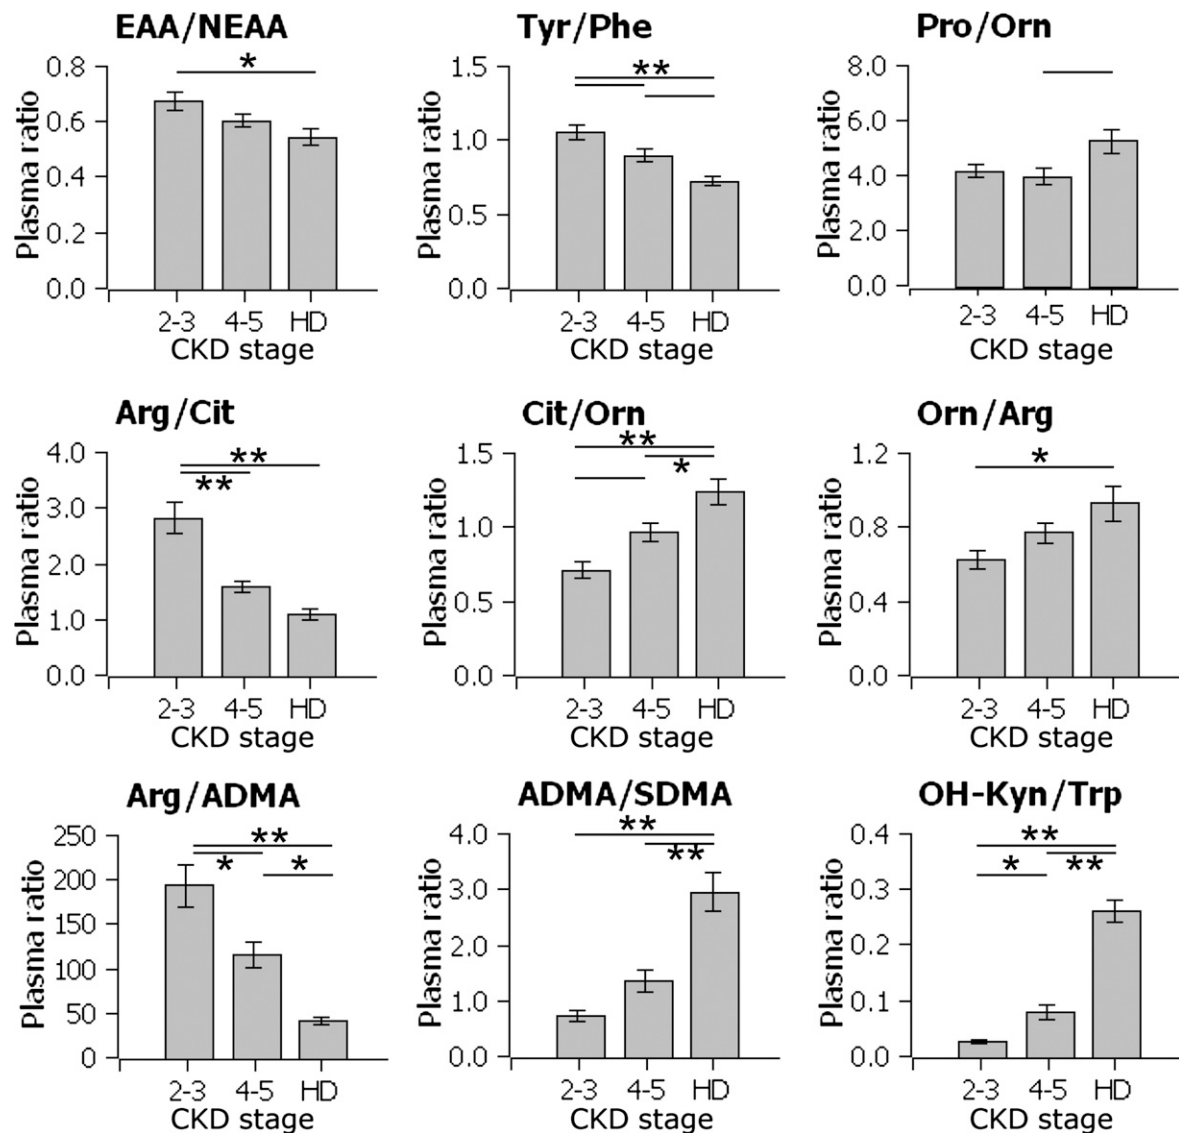 EAA/NEAA
Plasma ratio
0.8
0.6
0.4
0.2
0.0
*
2-3 4-5 HD
CKD stage
Tyr/Phe
Plasma ratio
1.5
1.0
0.5
0.0
**
2-3 4-5 HD
CKD stage
Pro/Orn
Plasma ratio
8.0
6.0
4.0
2.0
0.0
2-3 4-5 HD
CKD stage
Arg/Cit
Plasma ratio
4.0
3.0
2.0
1.0
0.0
**
**
2-3 4-5 HD
CKD stage
Cit/Orn
Plasma ratio
1.5
1.0
0.5
0.0
**
*
2-3 4-5 HD
CKD stage
Orn/Arg
Plasma ratio
1.2
0.8
0.4
0.0
*
2-3 4-5 HD
CKD stage
Arg/ADMA
Plasma ratio
250
200
150
100
50
0
**
* *
2-3 4-5 HD
CKD stage
ADMA/SDMA
Plasma ratio
4.0
3.0
2.0
1.0
0.0
**
**
2-3 4-5 HD
CKD stage
OH-Kyn/Trp
Plasma ratio
0.4
0.3
0.2
0.1
0.0
**
* **
2-3 4-5 HD
CKD stage